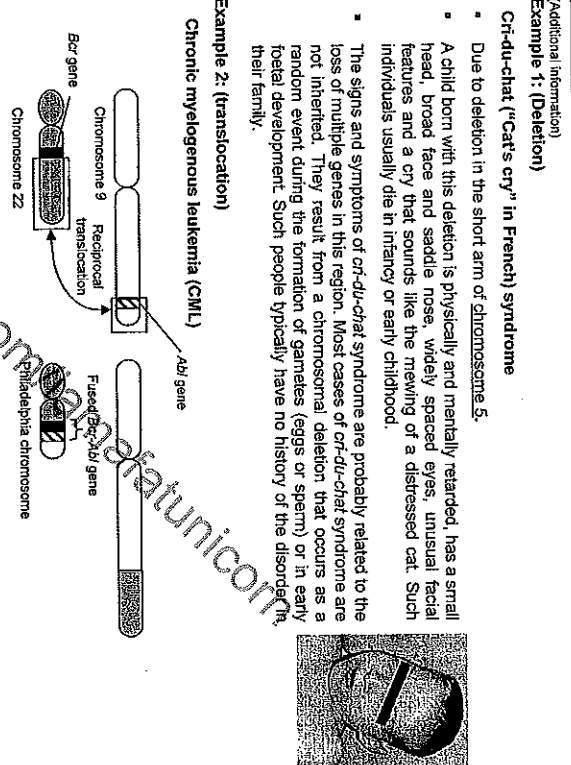 (Additional information)
Example 1: (Deletion)
Cri-du-chat ("Cat's cry" in French) syndrome
▪ Due to deletion in the short arm of chromosome 5.
▪ A child born with this deletion is physically and mentally retarded, has a small
head, broad face and saddle nose, widely spaced eyes, unusual facial
features and a cry that sounds like the mewing of a distressed cat. Such
individuals usually die in infancy or early childhood.
▪ The signs and symptoms of cri-du-chat syndrome are probably related to the
loss of multiple genes in this region. Most cases of cri-du-chat syndrome are
not inherited. They result from a chromosomal deletion that occurs as a
random event during the formation of gametes (eggs or sperm) or in early
foetal development. Such people typically have no history of the disorder in
their family.
Example 2: (translocation)
Chronic myelogenous leukemia (CML)
Abl gene
Chromosome 9
Reciprocal
translocation
Bcr gene
Chromosome 22
Fused Bcr-Abl gene
Philadelphia chromosome